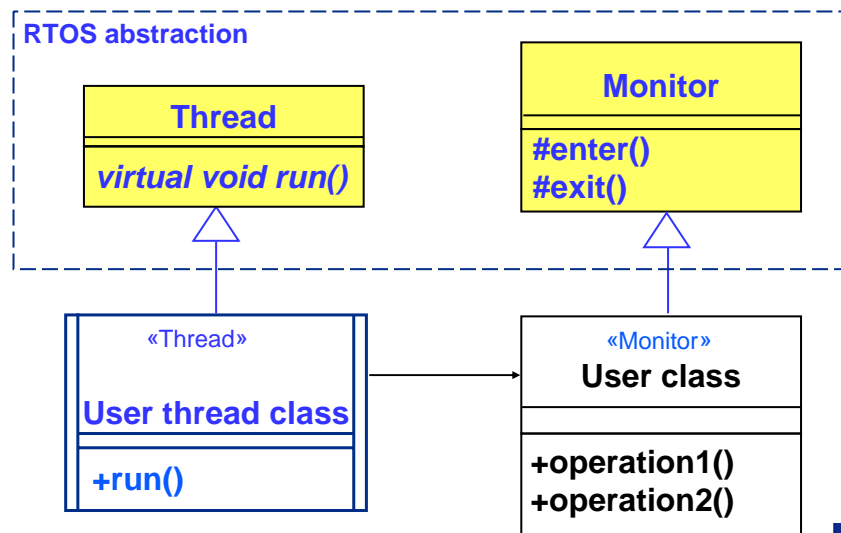 RTOS abstraction
Thread
virtual void run()
Monitor
#enter()
#exit()
«Thread»
User thread class
+run()
«Monitor»
User class
+operation1()
+operation2()